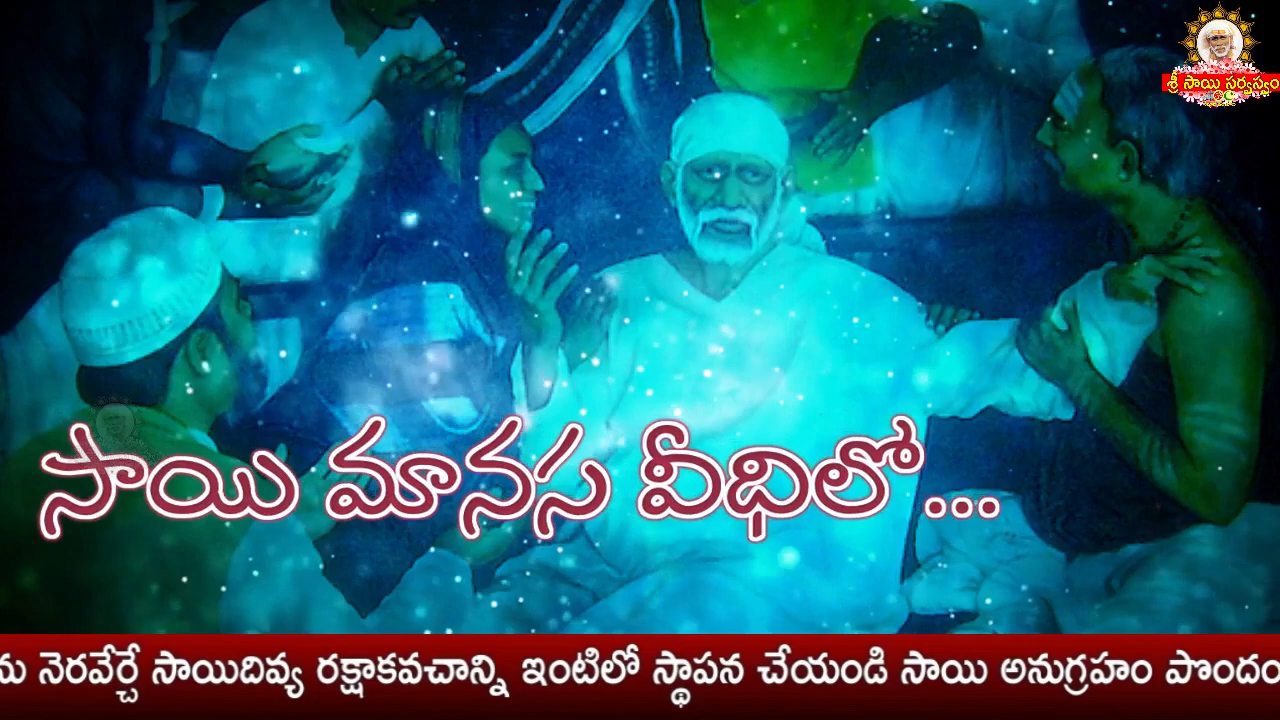 శ్రీ సాయి సర్వస్వం
సాయి మానస వీధిలో...
ను నెరవేర్చే సాయిదివ్య రక్షాకవచాన్ని ఇంటిలో స్థాపన చేయండి సాయి అనుగ్రహం పొందం